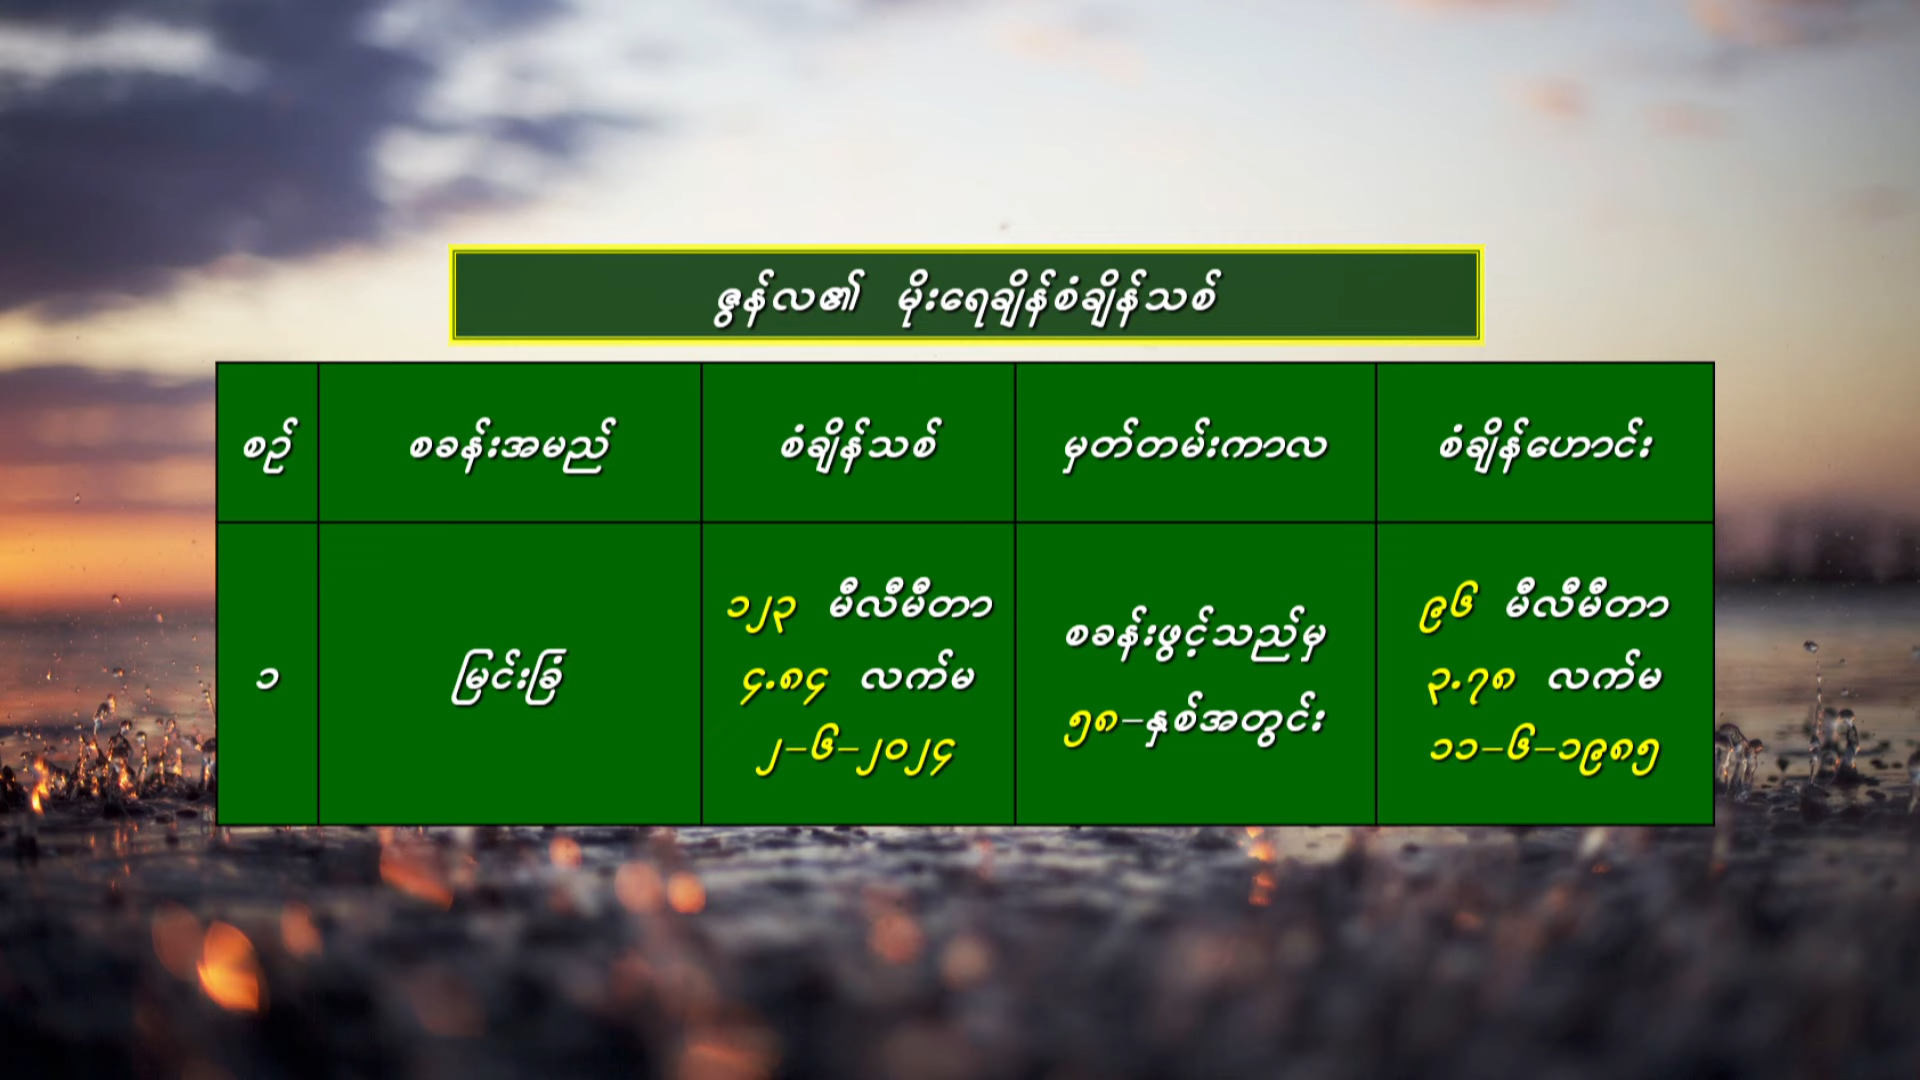 ဇွန်လ၏ မိုးရေချိန်စံချိန်သစ်
စဉ်
စခန်းအမည်
စံချိန်သစ်
မှတ်တမ်းကာလ
စံချိန်ဟောင်း
၁
မြင်းခြံ
၁၂၃ မီလီမီတာ
၄.၈၄ လက်မ
၂-၆-၂၀၂၄
စခန်းဖွင့်သည်မှ
၅၈-နှစ်အတွင်း
၉၆ မီလီမီတာ
၃.၇၈ လက်မ
၁၁-၆-၁၉၈၅